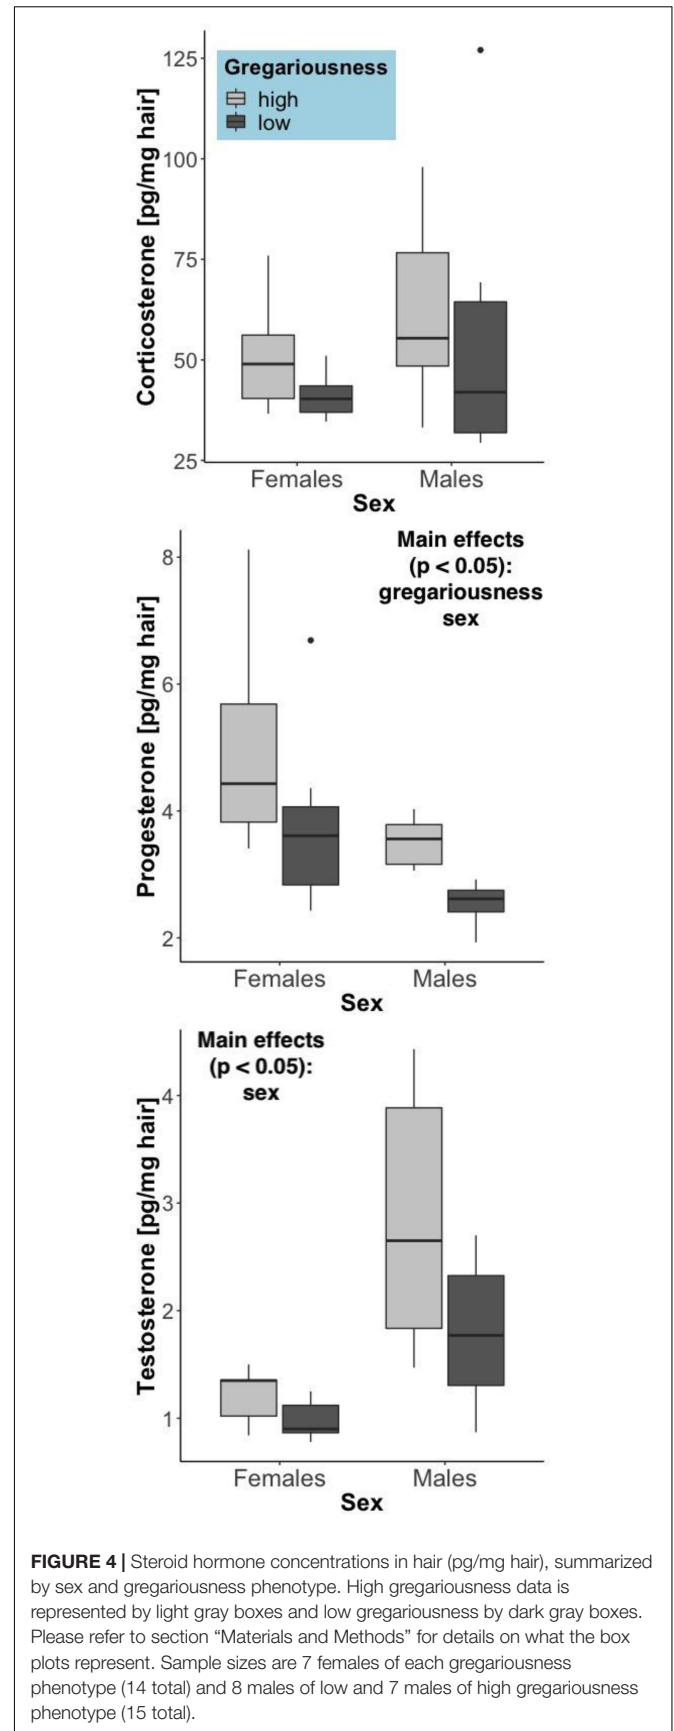 125
Gregariousness
high
low
100
75
50
25
Corticosterone [pg/mg hair]
Females Males
Sex
Main effects
(p < 0.05):
gregariousness
sex
8
6
4
2
Progesterone [pg/mg hair]
Females Males
Sex
Main effects
(p < 0.05):
sex
4
3
2
1
Testosterone [pg/mg hair]
Females Males
Sex
FIGURE 4 | Steroid hormone concentrations in hair (pg/mg hair), summarized
by sex and gregariousness phenotype. High gregariousness data is
represented by light gray boxes and low gregariousness by dark gray boxes.
Please refer to section “Materials and Methods” for details on what the box
plots represent. Sample sizes are 7 females of each gregariousness
phenotype (14 total) and 8 males of low and 7 males of high gregariousness
phenotype (15 total).